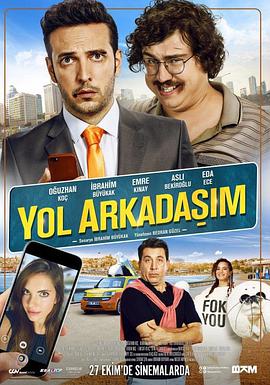 OĞUZHAN KOÇ
İBRAHİM BÜYÜKAK
EMRE KINAY
ASLI BEKİROĞLU
EDA ECE
YOL ARKADAŞIM
Senaryo İBRAHİM BÜYÜKAK Yönetmen BEDRAN GÜZEL
FOK
YOU
27 EKİM'DE SİNEMALARDA